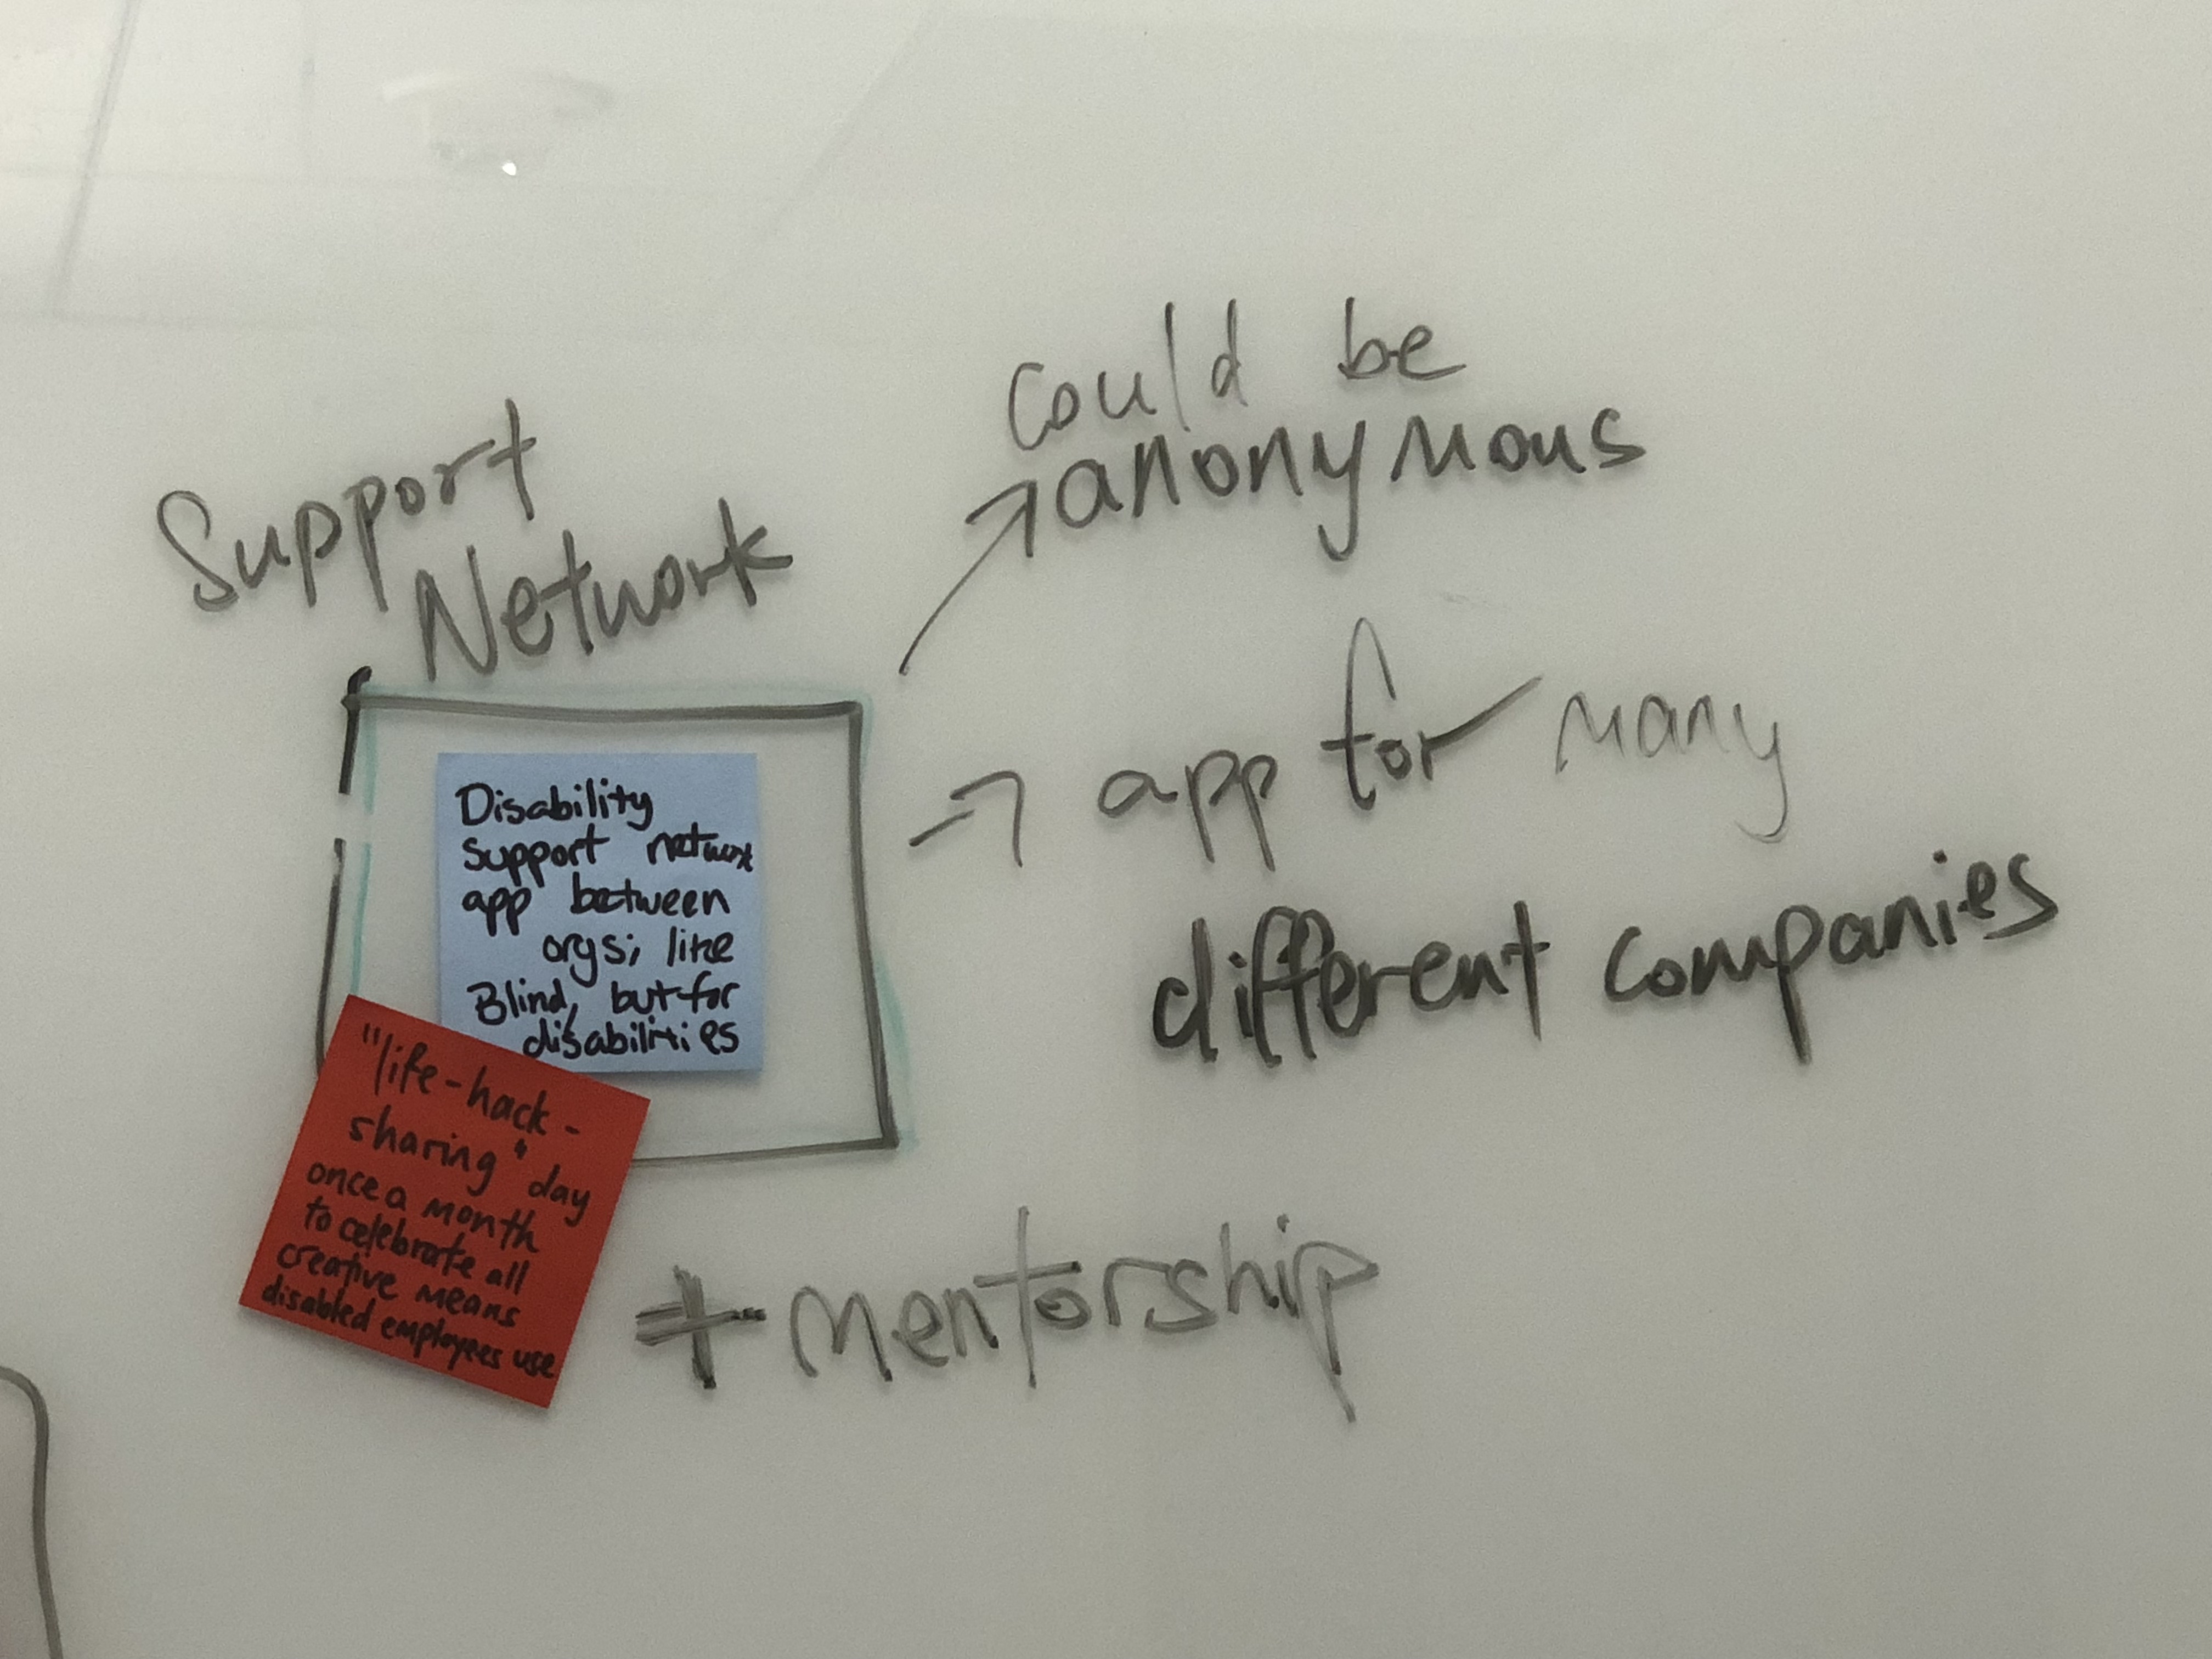 Support
Network
could be
→ anonymous
→ app for many
different companies
Disability
support network
app between
orgs; like
Blind, but for
disabilities
"life-hack-
sharing" day
once a month
to celebrate all
creative means
disabled employees use
+ mentorship